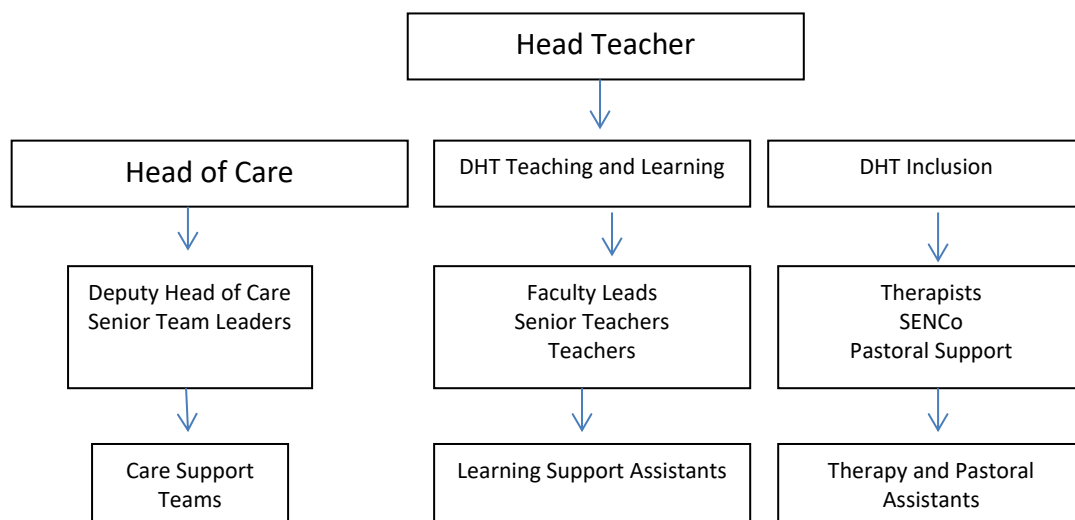 Head Teacher
Head of Care
DHT Teaching and Learning
DHT Inclusion
Deputy Head of Care
Senior Team Leaders
Faculty Leads
Senior Teachers
Teachers
Therapists
SENCo
Pastoral Support
Care Support
Teams
Learning Support Assistants
Therapy and Pastoral
Assistants